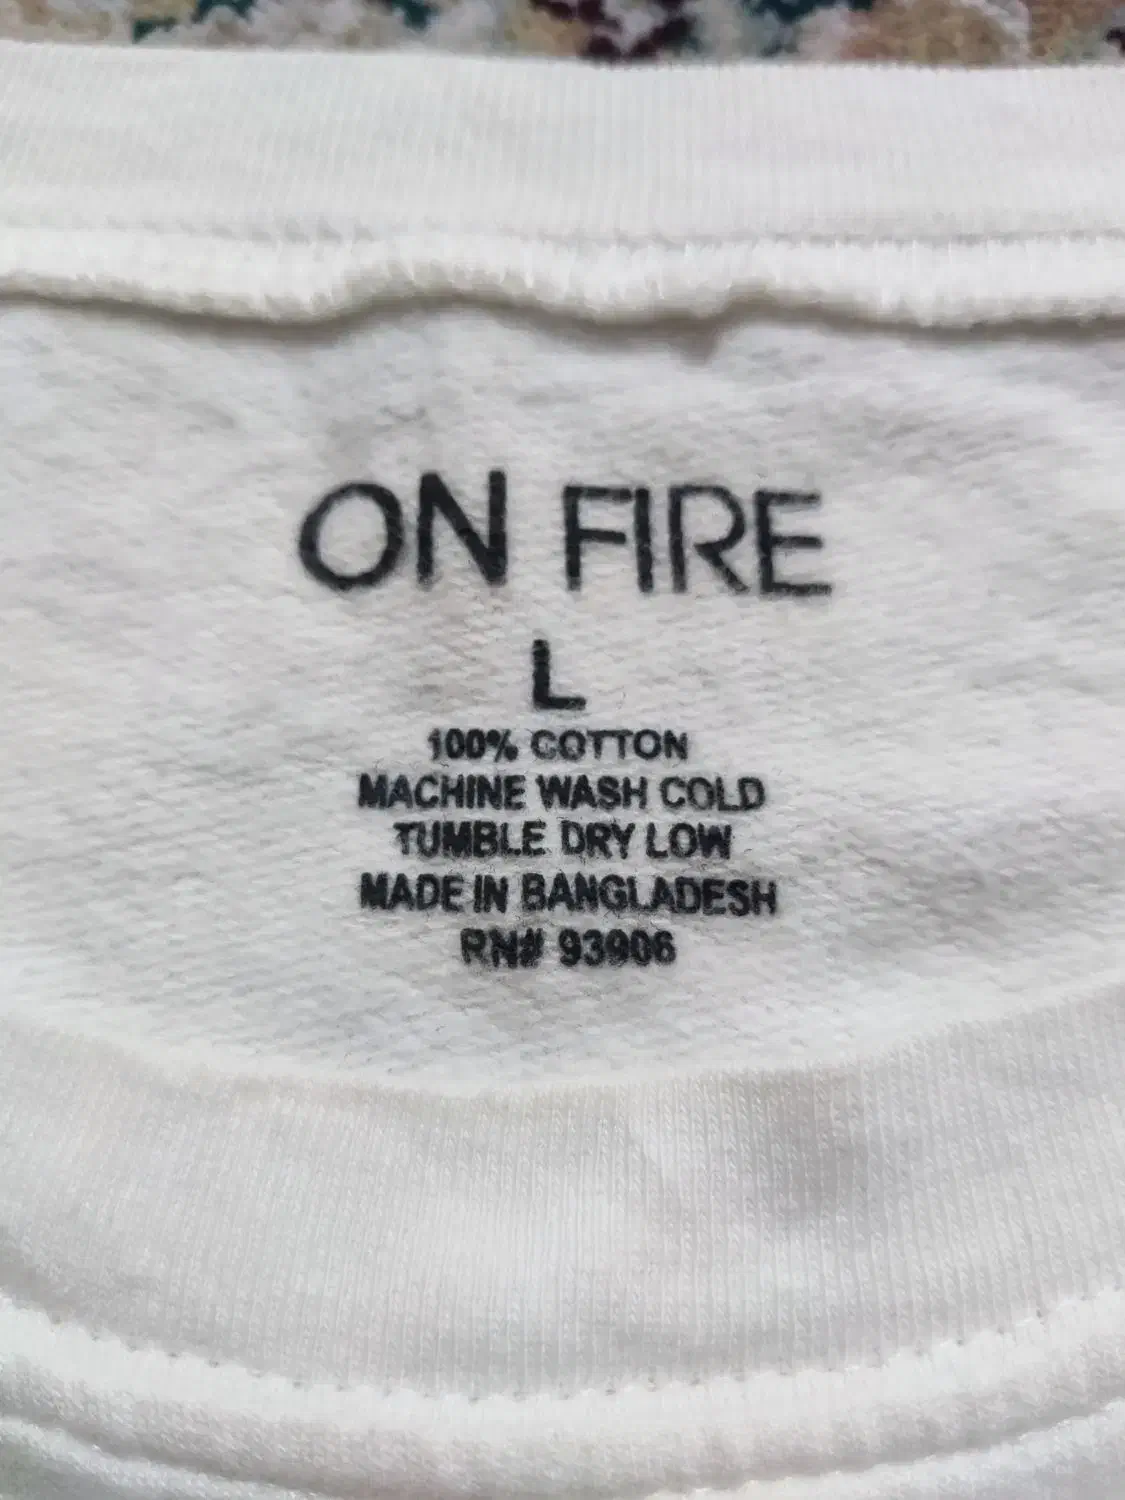 ON FIRE
L
100% COTTON
MACHINE WASH COLD
TUMBLE DRY LOW
MADE IN BANGLADESH
RN# 93906